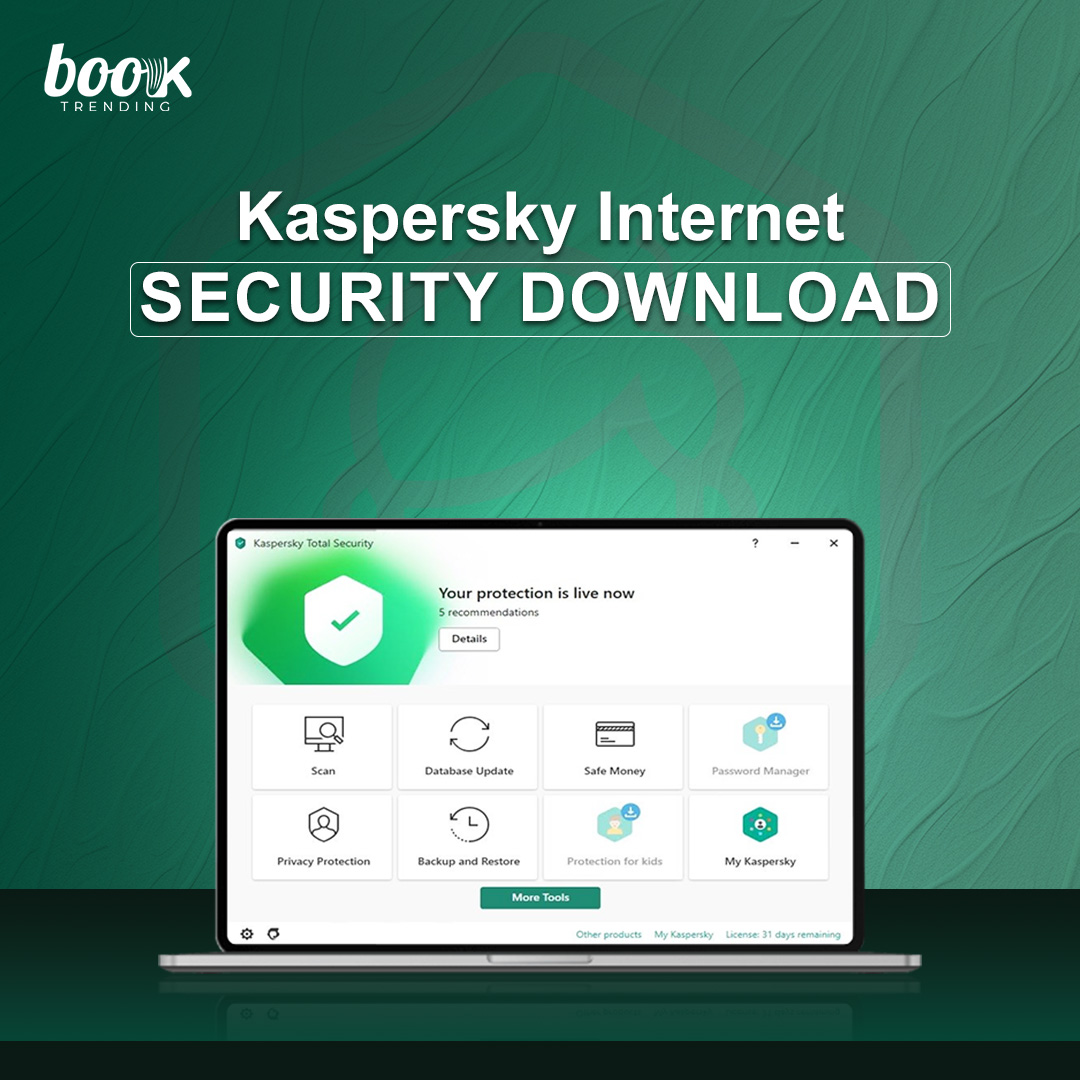 book
TRENDING
Kaspersky Internet
SECURITY DOWNLOAD
Kaspersky Total Security
?
Your protection is live now
5 recommendations
Details
Scan
Database Update
Safe Money
Password Manager
Privacy Protection
Backup and Restore
Protection for kids
My Kaspersky
More Tools
Other products My Kaspersky License: 31 days remaining